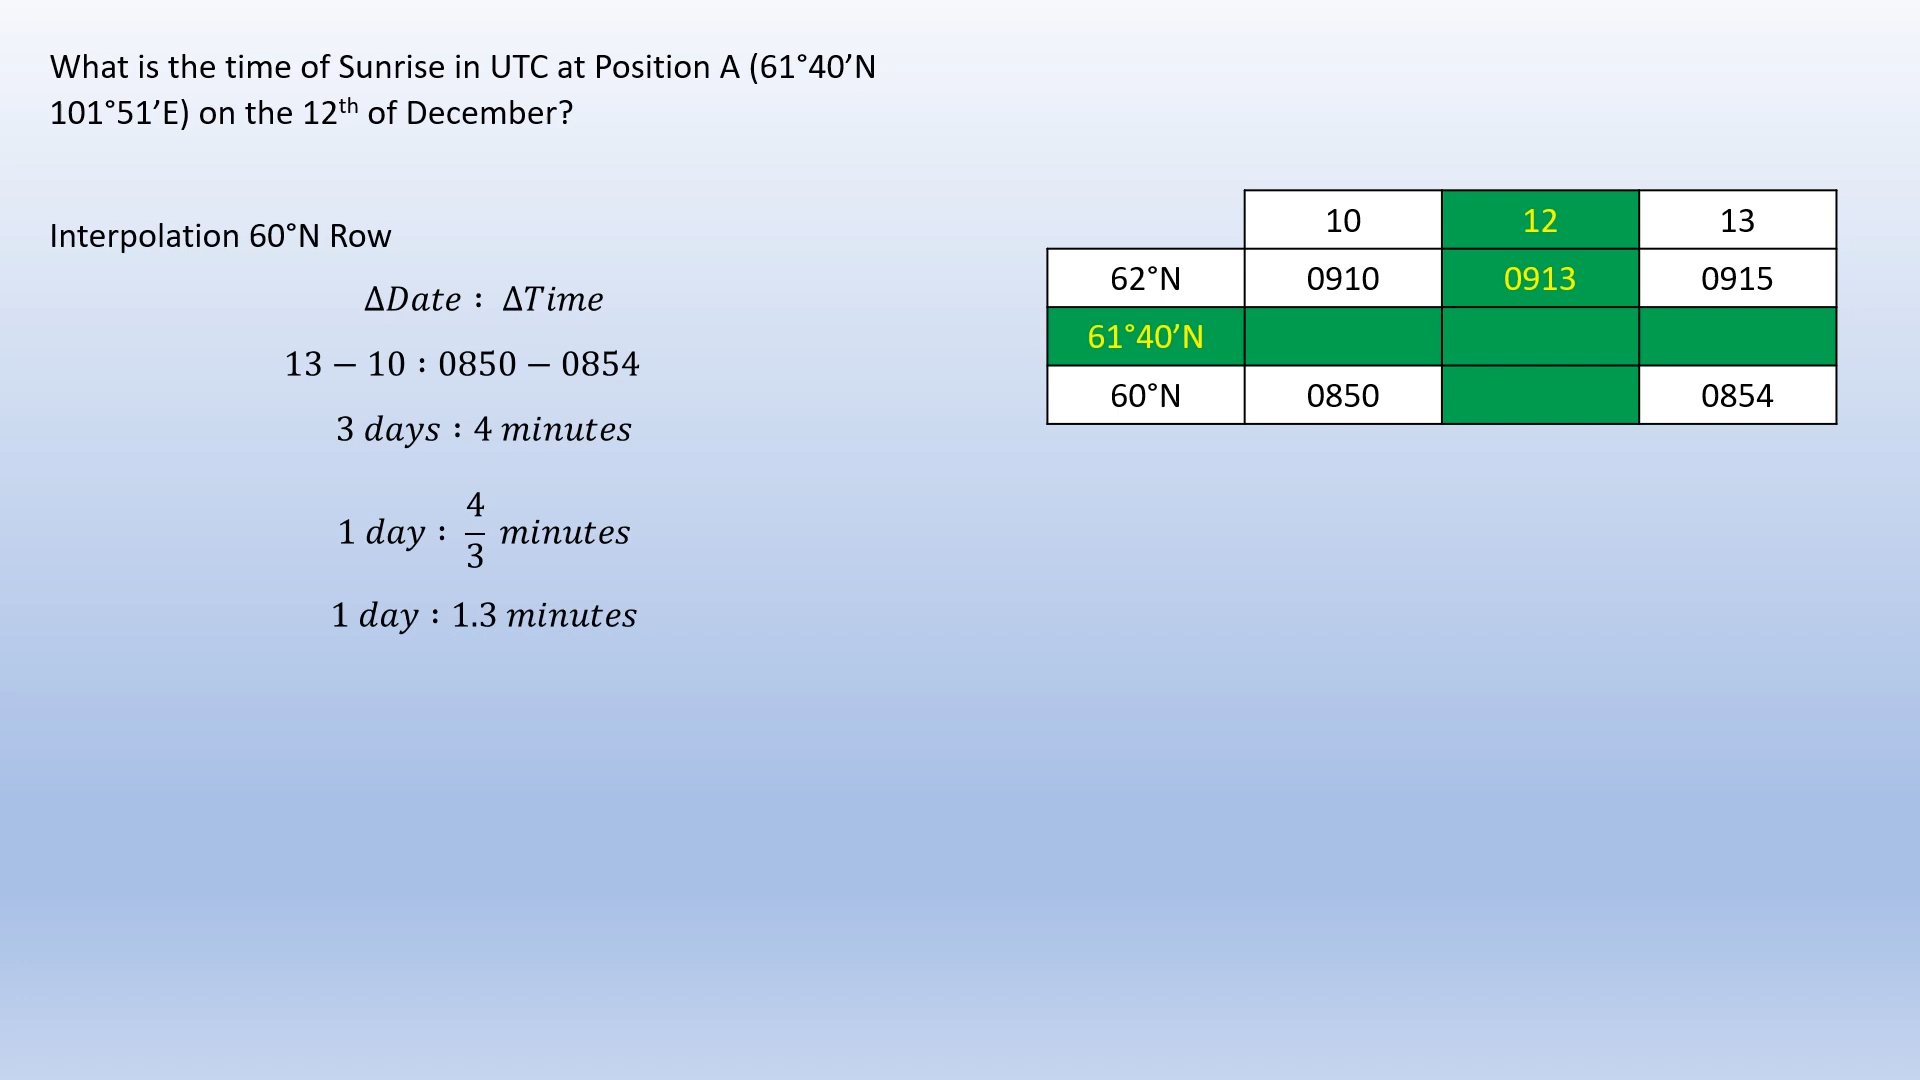 What is the time of Sunrise in UTC at Position A (61°40’N
101°51’E) on the 12th of December?
Interpolation 60°N Row
ΔDate : ΔTime
13 − 10 : 0850 − 0854
3 days : 4 minutes
1 day : 4/3 minutes
1 day : 1.3 minutes
10 12 13
62°N 0910 0913 0915
61°40’N
60°N 0850 0854